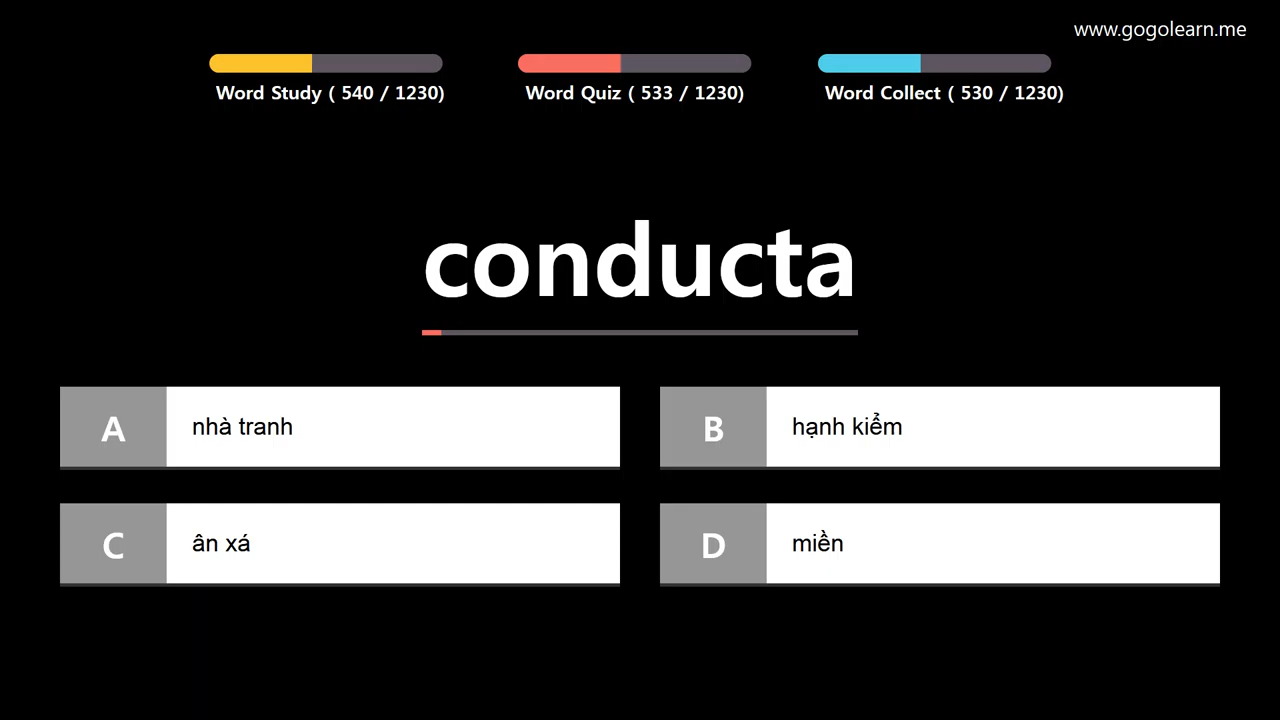 www.gogolearn.me
Word Study ( 540 / 1230)
Word Quiz ( 533 / 1230)
Word Collect ( 530 / 1230)
conducta
A nhà tranh
B hạnh kiểm
C ân xá
D miền